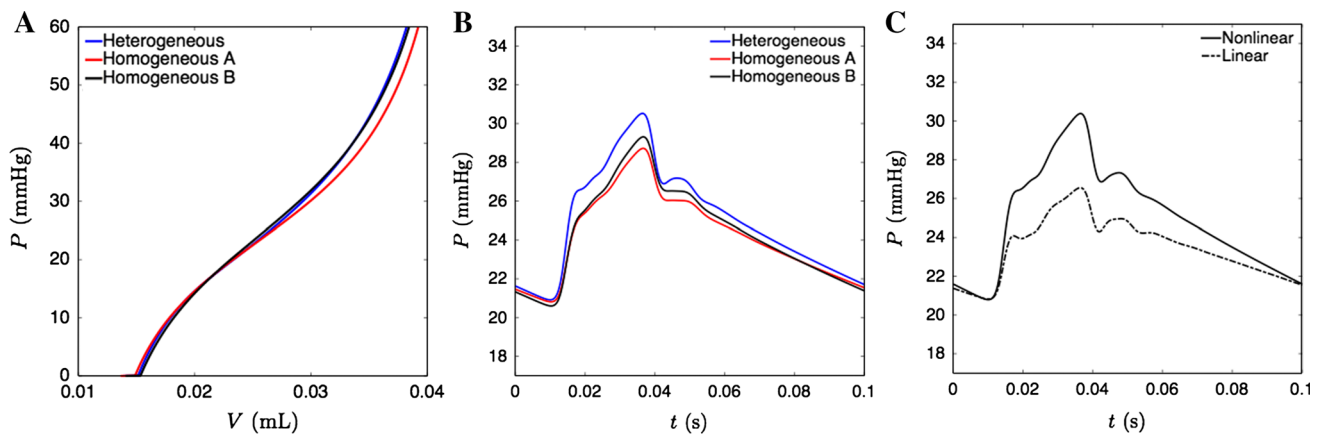 A
60
50
40
30
20
10
0
P (mmHg)
Heterogeneous
Homogeneous A
Homogeneous B
0.01
0.02
0.03
0.04
V (mL)
B
34
32
30
28
26
24
22
20
18
P (mmHg)
Heterogeneous
Homogeneous A
Homogeneous B
0
0.02
0.04
0.06
0.08
0.1
t (s)
C
34
32
30
28
26
24
22
20
18
P (mmHg)
Nonlinear
Linear
0
0.02
0.04
0.06
0.08
0.1
t (s)